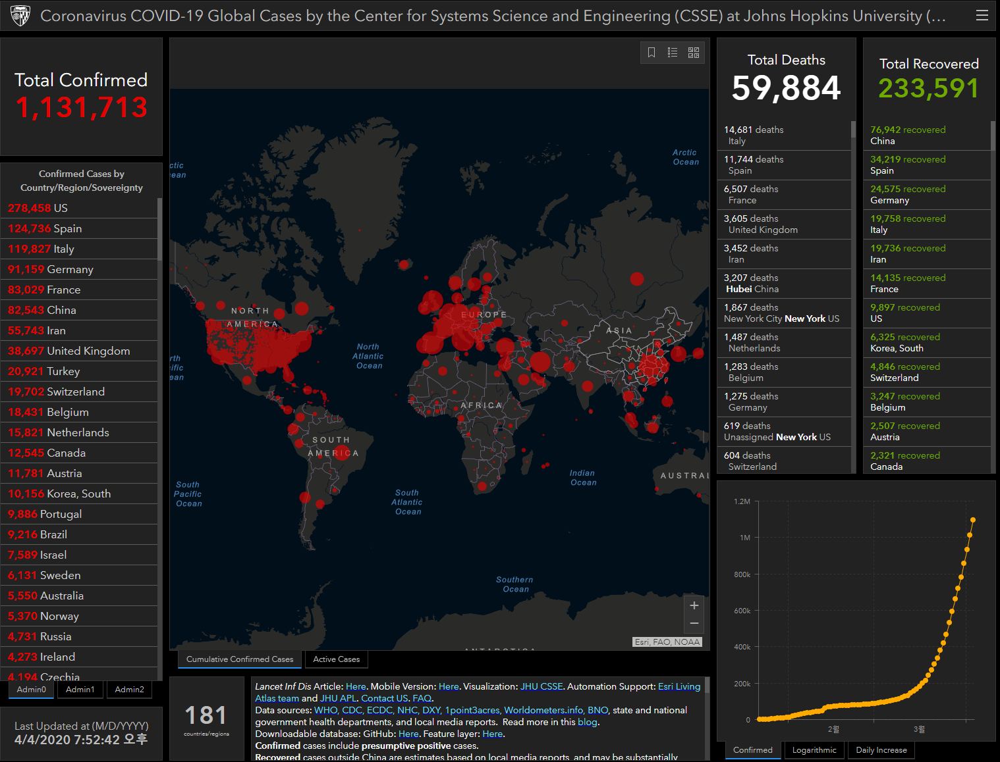 Coronavirus COVID-19 Global Cases by the Center for Systems Science and Engineering (CSSE) at Johns Hopkins University (...
Total Confirmed
1,131,713
Confirmed Cases by
Country/Region/Sovereignty
278,458 US
124,736 Spain
119,827 Italy
91,159 Germany
83,029 France
82,543 China
55,743 Iran
38,697 United Kingdom
20,921 Turkey
19,702 Switzerland
18,431 Belgium
15,821 Netherlands
12,545 Canada
11,781 Austria
10,156 Korea, South
9,886 Portugal
9,216 Brazil
7,589 Israel
6,131 Sweden
5,550 Australia
5,370 Norway
4,731 Russia
4,273 Ireland
4,194 Czechia
Admin0
Admin1
Admin2
Last Updated at (M/D/YYYY)
4/4/2020 7:52:42 오후
ctic
ean
Arctic
Ocean
NORTH
AMERICA
EUROPE
ASIA
North
Atlantic
Ocean
rth
ific
ean
AFRICA
SOUTH
AMERICA
South
Pacific
Ocean
South
Atlantic
Ocean
Indian
Ocean
AUSTRAL
Southern
Ocean
ANTARCTICA
+
−
Esri, FAO, NOAA
Cumulative Confirmed Cases
Active Cases
181
countries/regions
Lancet Inf Dis Article: Here. Mobile Version: Here. Visualization: JHU CSSE. Automation Support: Esri Living
Atlas team and JHU APL. Contact US. FAQ.
Data sources: WHO, CDC, ECDC, NHC, DXY, 1point3acres, Worldometers.info, BNO, state and national
government health departments, and local media reports. Read more in this blog.
Downloadable database: GitHub: Here. Feature layer: Here.
Confirmed cases include presumptive positive cases.
Recovered cases outside China are estimates based on local media reports, and may be substantially
Total Deaths
59,884
14,681 deaths
Italy
11,744 deaths
Spain
6,507 deaths
France
3,605 deaths
United Kingdom
3,452 deaths
Iran
3,207 deaths
Hubei China
1,867 deaths
New York City New York US
1,487 deaths
Netherlands
1,283 deaths
Belgium
1,275 deaths
Germany
619 deaths
Unassigned New York US
604 deaths
Switzerland
Total Recovered
233,591
76,942 recovered
China
34,219 recovered
Spain
24,575 recovered
Germany
19,758 recovered
Italy
19,736 recovered
Iran
14,135 recovered
France
9,897 recovered
US
6,325 recovered
Korea, South
4,846 recovered
Switzerland
3,247 recovered
Belgium
2,507 recovered
Austria
2,321 recovered
Canada
1.2M
1M
800k
600k
400k
200k
0
2월
3월
Confirmed
Logarithmic
Daily Increase